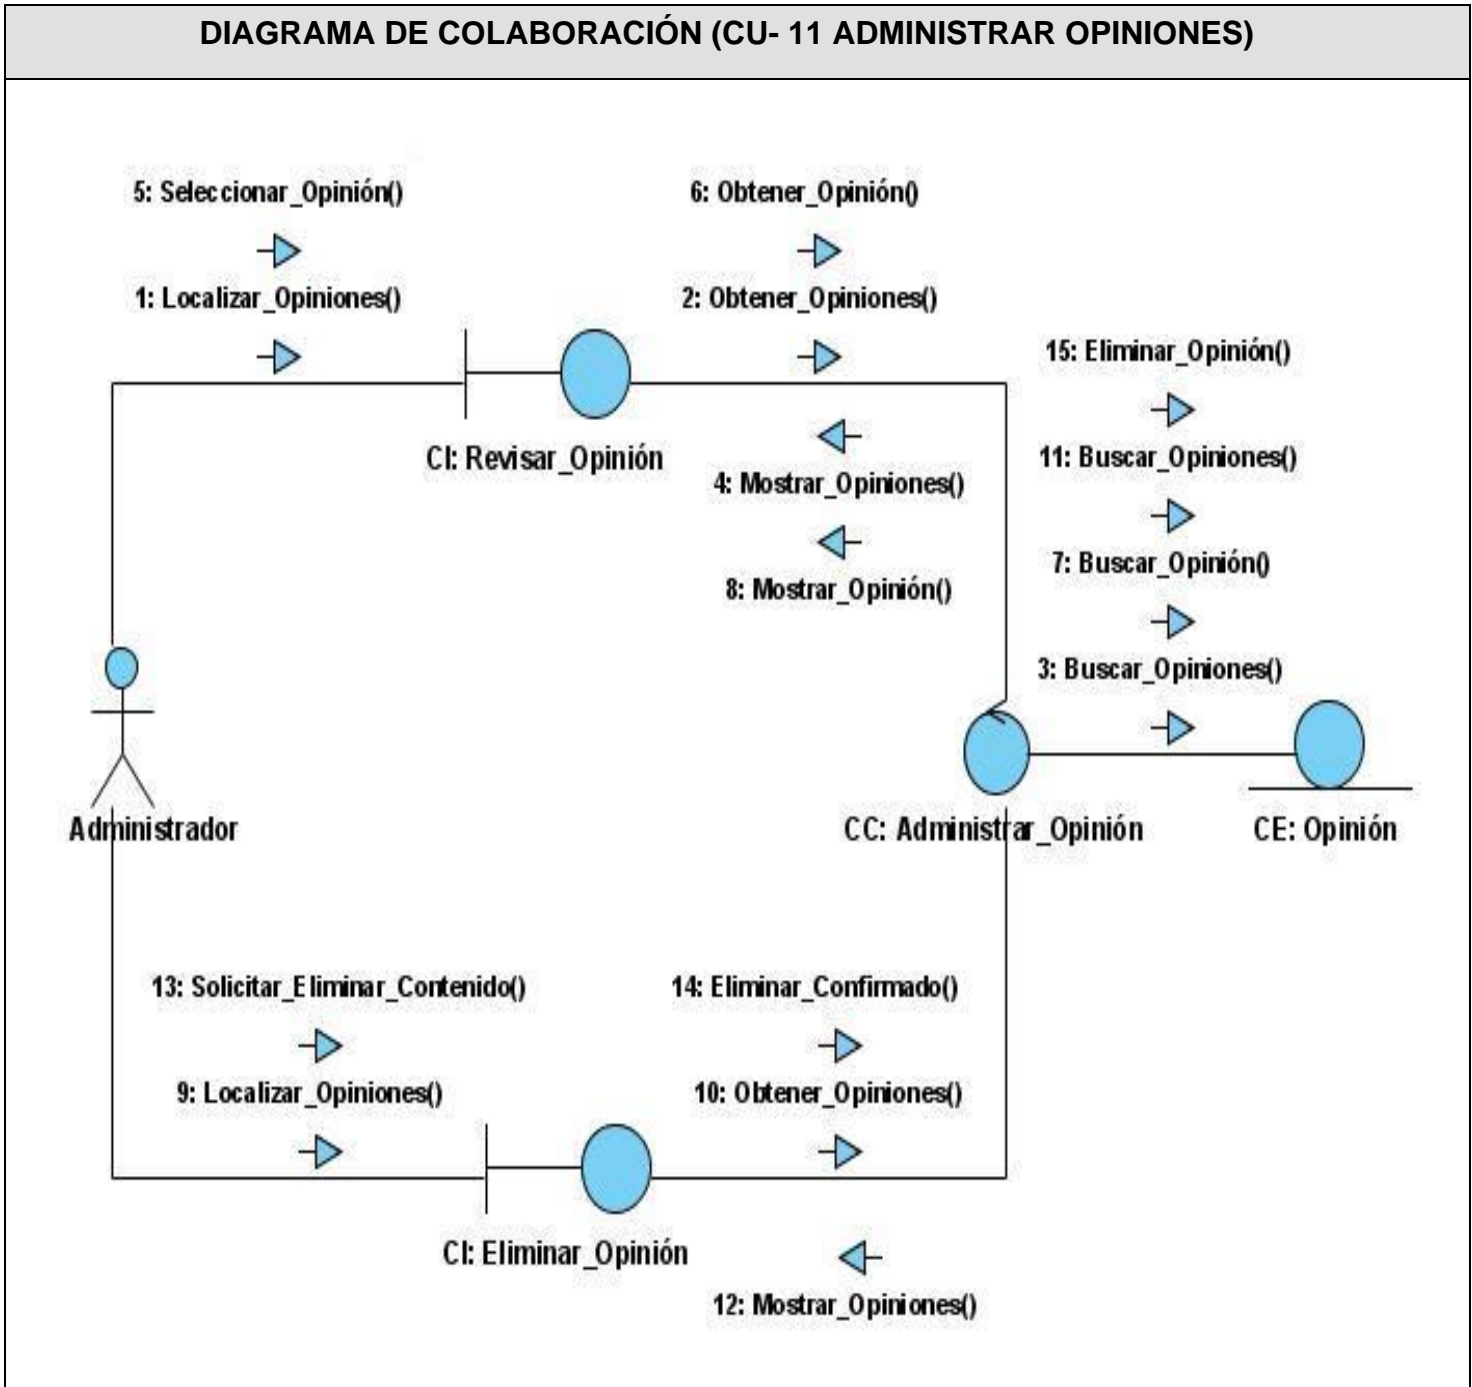 DIAGRAMA DE COLABORACIÓN (CU- 11 ADMINISTRAR OPINIONES)
5: Seleccionar_Opinión()
6: Obtener_Opinión()
1: Localizar_Opiniones()
2: Obtener_Opiniones()
15: Eliminar_Opinión()
CI: Revisar_Opinión
11: Buscar_Opiniones()
4: Mostrar_Opiniones()
7: Buscar_Opinión()
8: Mostrar_Opinión()
3: Buscar_Opiniones()
Administrador
CC: Administrar_Opinión
CE: Opinión
13: Solicitar_Eliminar_Contenido()
14: Eliminar_Confirmado()
9: Localizar_Opiniones()
10: Obtener_Opiniones()
CI: Eliminar_Opinión
12: Mostrar_Opiniones()